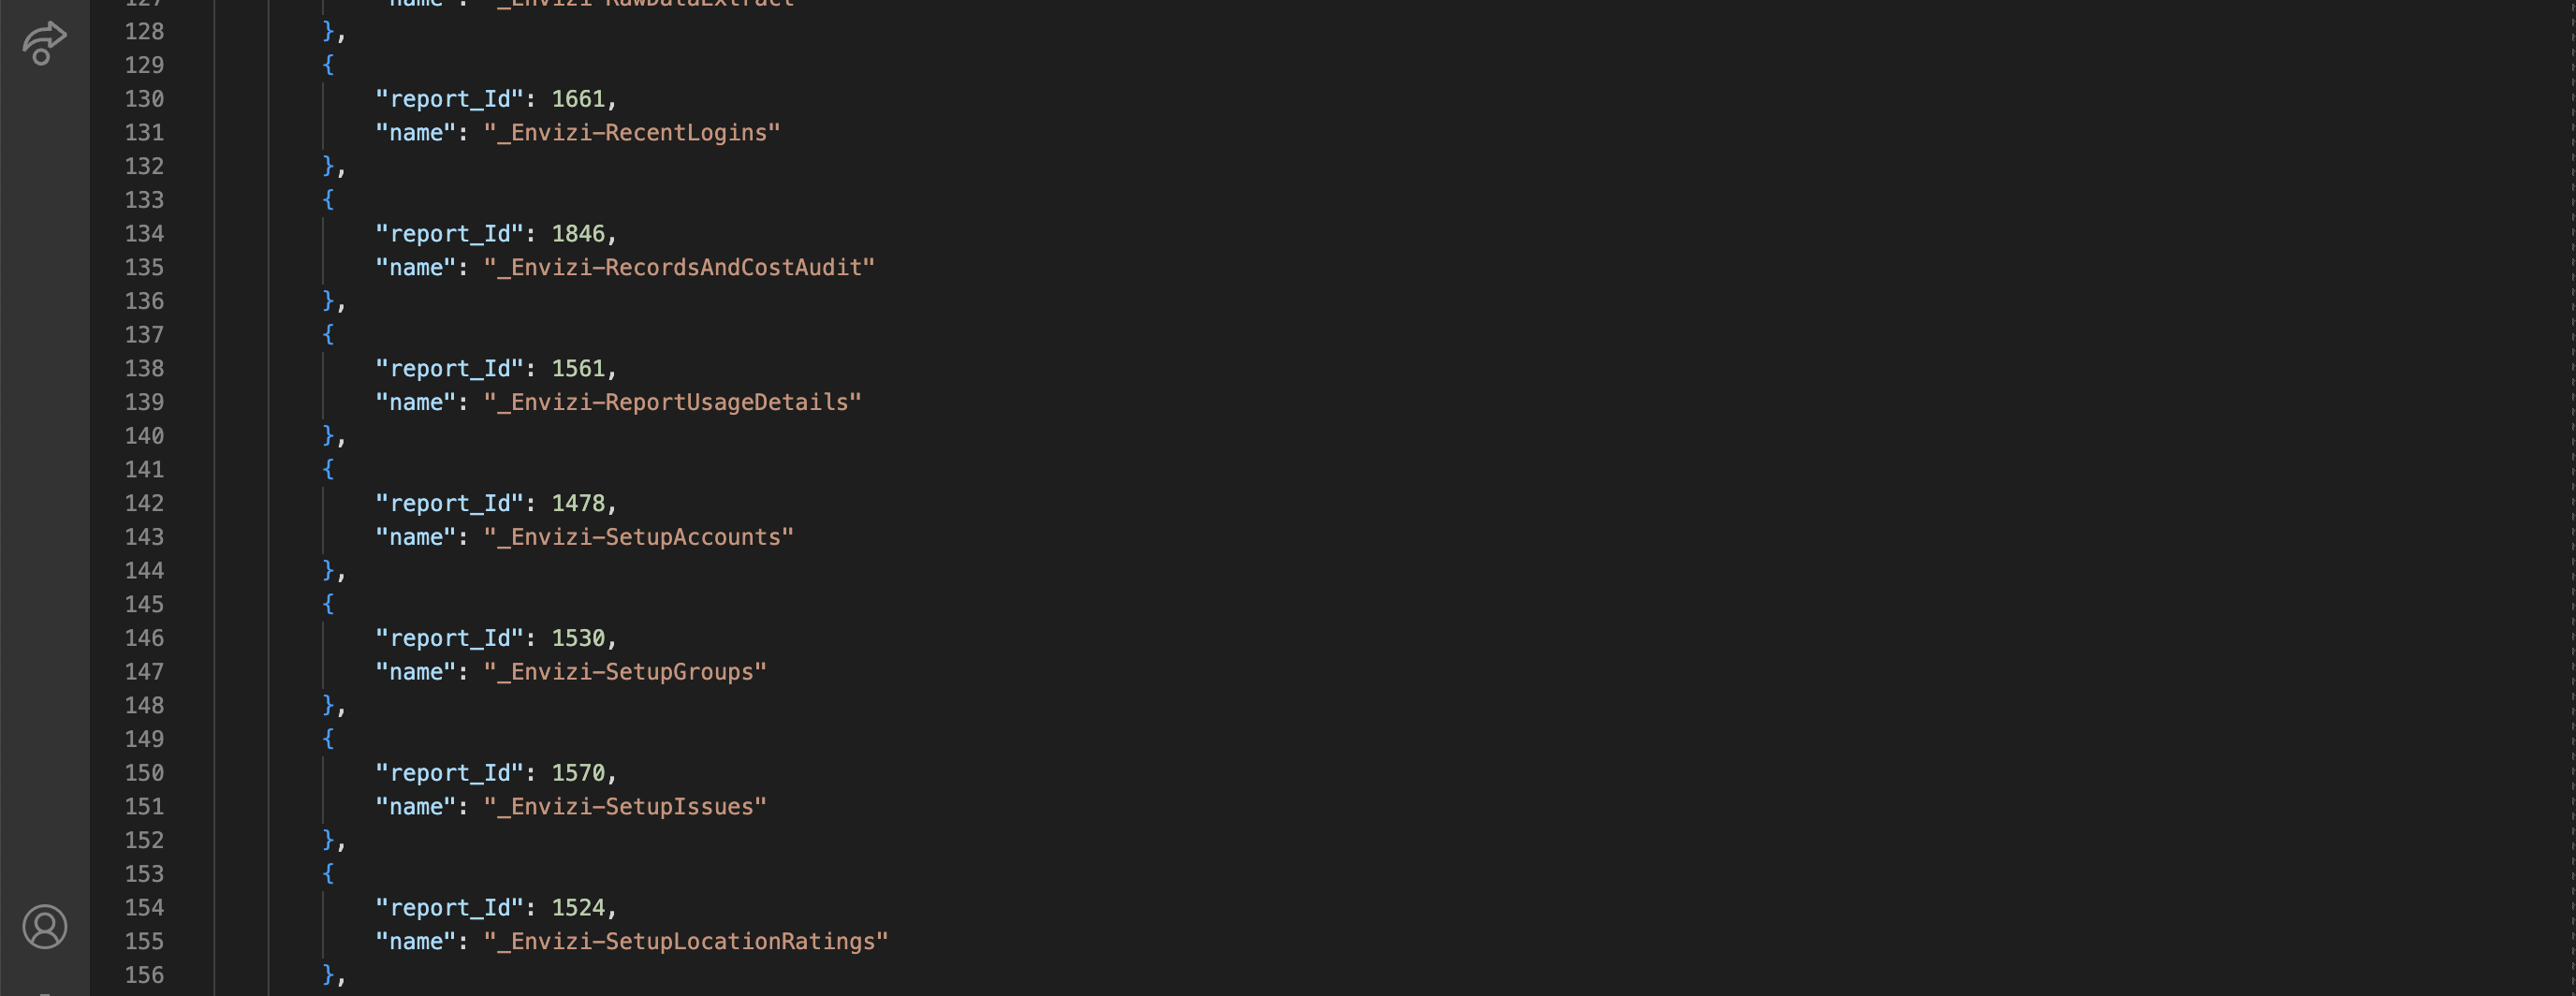 127 "name": "_Envizi-RawDataExtract"
128 },
129 {
130 "report_Id": 1661,
131 "name": "_Envizi-RecentLogins"
132 },
133 {
134 "report_Id": 1846,
135 "name": "_Envizi-RecordsAndCostAudit"
136 },
137 {
138 "report_Id": 1561,
139 "name": "_Envizi-ReportUsageDetails"
140 },
141 {
142 "report_Id": 1478,
143 "name": "_Envizi-SetupAccounts"
144 },
145 {
146 "report_Id": 1530,
147 "name": "_Envizi-SetupGroups"
148 },
149 {
150 "report_Id": 1570,
151 "name": "_Envizi-SetupIssues"
152 },
153 {
154 "report_Id": 1524,
155 "name": "_Envizi-SetupLocationRatings"
156 },